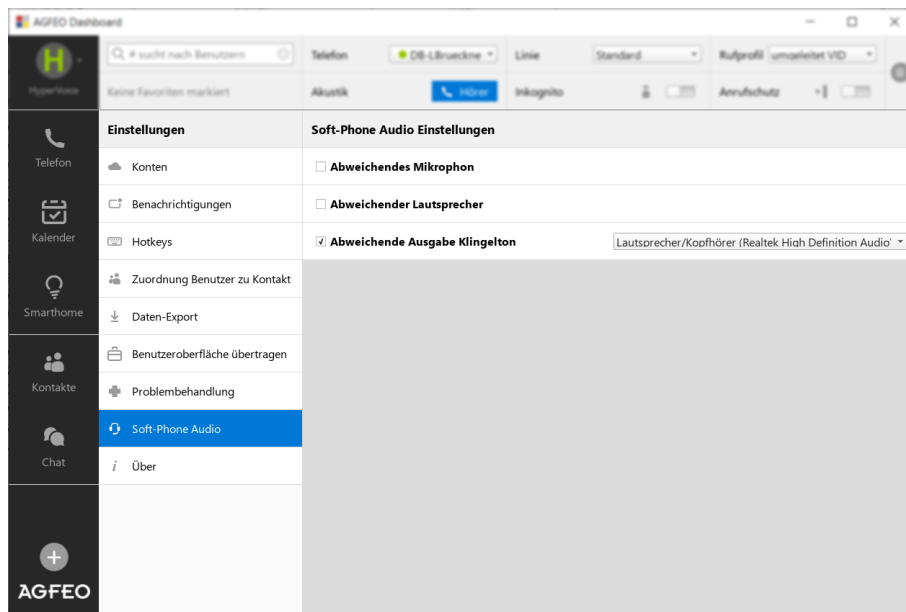 AGFEO Dashboard
# sucht nach Benutzern
Telefon
Linie
Standard
Rufprofil
umgeleitet VID
HyperVoice
Keine Favoriten markiert
Akustik
Hörer
Inkognito
Anrufschutz
Einstellungen
Soft-Phone Audio Einstellungen
Telefon
Konten
Abweichendes Mikrophon
Benachrichtigungen
Abweichender Lautsprecher
Kalender
Hotkeys
Abweichende Ausgabe Klingelton
Lautsprecher/Kopfhörer (Realtek High Definition Audio)
Zuordnung Benutzer zu Kontakt
Smarthome
Daten-Export
Benutzeroberfläche übertragen
Kontakte
Problembehandlung
Soft-Phone Audio
Chat
Über
AGFEO